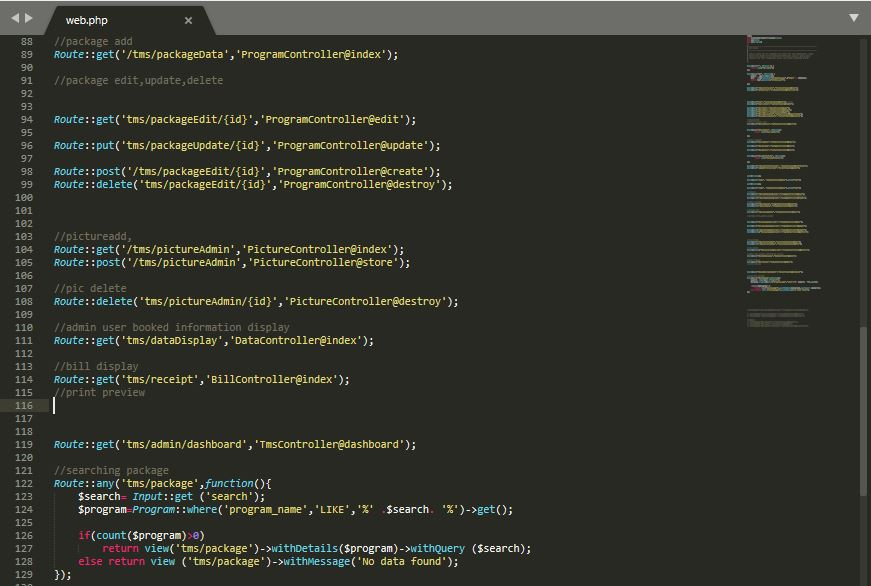 web.php
88 //package add
89 Route::get('/tms/packageData','ProgramController@index');
90
91 //package edit,update,delete
92
93
94 Route::get('tms/packageEdit/{id}','ProgramController@edit');
95
96 Route::put('tms/packageUpdate/{id}','ProgramController@update');
97
98 Route::post('/tms/packageEdit/{id}','ProgramController@create');
99 Route::delete('tms/packageEdit/{id}','ProgramController@destroy');
100
101
102
103 //pictureadd,
104 Route::get('/tms/pictureAdmin','PictureController@index');
105 Route::post('/tms/pictureAdmin','PictureController@store');
106
107 //pic delete
108 Route::delete('tms/pictureAdmin/{id}','PictureController@destroy');
109
110 //admin user booked information display
111 Route::get('tms/dataDisplay','DataController@index');
112
113 //bill display
114 Route::get('tms/receipt','BillController@index');
115 //print preview
116
117
118
119 Route::get('tms/admin/dashboard','TmsController@dashboard');
120
121 //searching package
122 Route::any('tms/package',function(){
123 $search= Input::get ('search');
124 $program=Program::where('program_name','LIKE','%' .$search. '%')->get();
125
126 if(count($program)>0)
127 return view('tms/package')->withDetails($program)->withQuery ($search);
128 else return view ('tms/package')->withMessage('No data found');
129 });